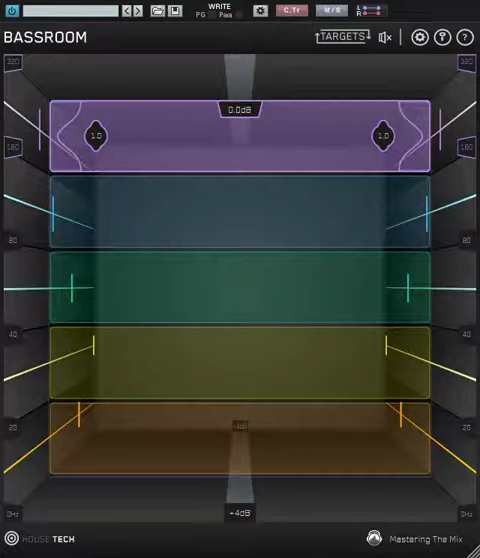 WRITE
PG Para
C.Tr
M/S
L
R
BASSROOM
TARGETS
?
320
320
0.0dB
1.0
1.0
160
160
80
80
40
40
20
20
0Hz
0Hz
+4dB
HOUSE TECH
Mastering The Mix